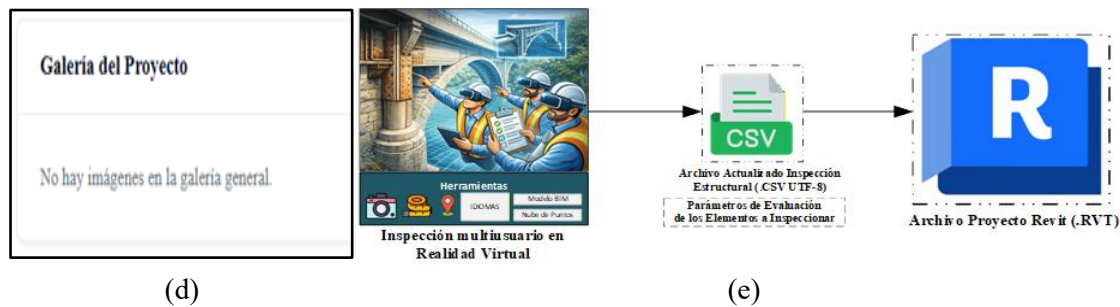 Galería del Proyecto
No hay imágenes en la galería general.
Herramientas
IDIOMAS
Modelo BIM
Nube de Puntos
Inspección multiusuario en
Realidad Virtual
CSV
Archivo Actualizado Inspección
Estructural (.CSV UTF-8)
Parámetros de Evaluación
de los Elementos a Inspeccionar
R
Archivo Proyecto Revit (.RVT)
(d)
(e)